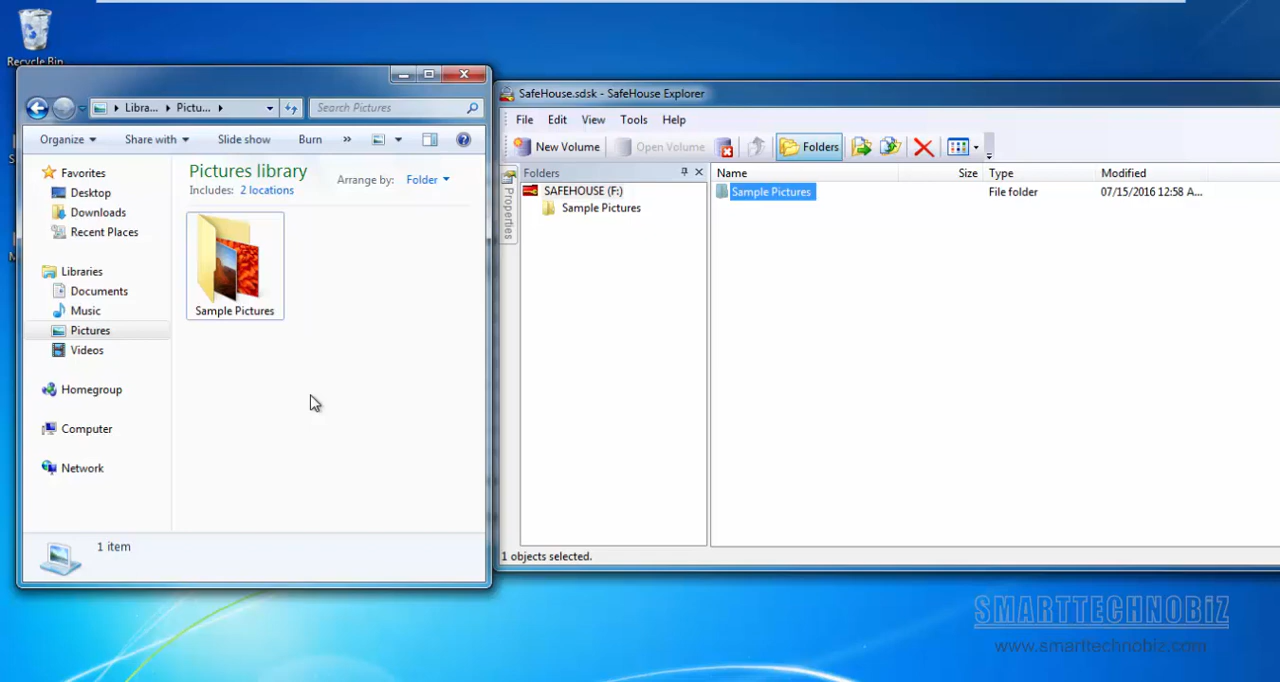 Recycle Bin
Libra... Pictu...
Search Pictures
Organize Share with Slide show Burn »
Favorites
Desktop
Downloads
Recent Places
Libraries
Documents
Music
Pictures
Videos
Homegroup
Computer
Network
Pictures library
Includes: 2 locations
Arrange by: Folder
Sample Pictures
1 item
SafeHouse.sdsk - SafeHouse Explorer
File Edit View Tools Help
New Volume Open Volume Folders
Properties
Folders
SAFEHOUSE (F:)
Sample Pictures
Name Size Type Modified
Sample Pictures File folder 07/15/2016 12:58 A...
1 objects selected.
SMARTTECHNOBiZ
www.smarttechnobiz.com